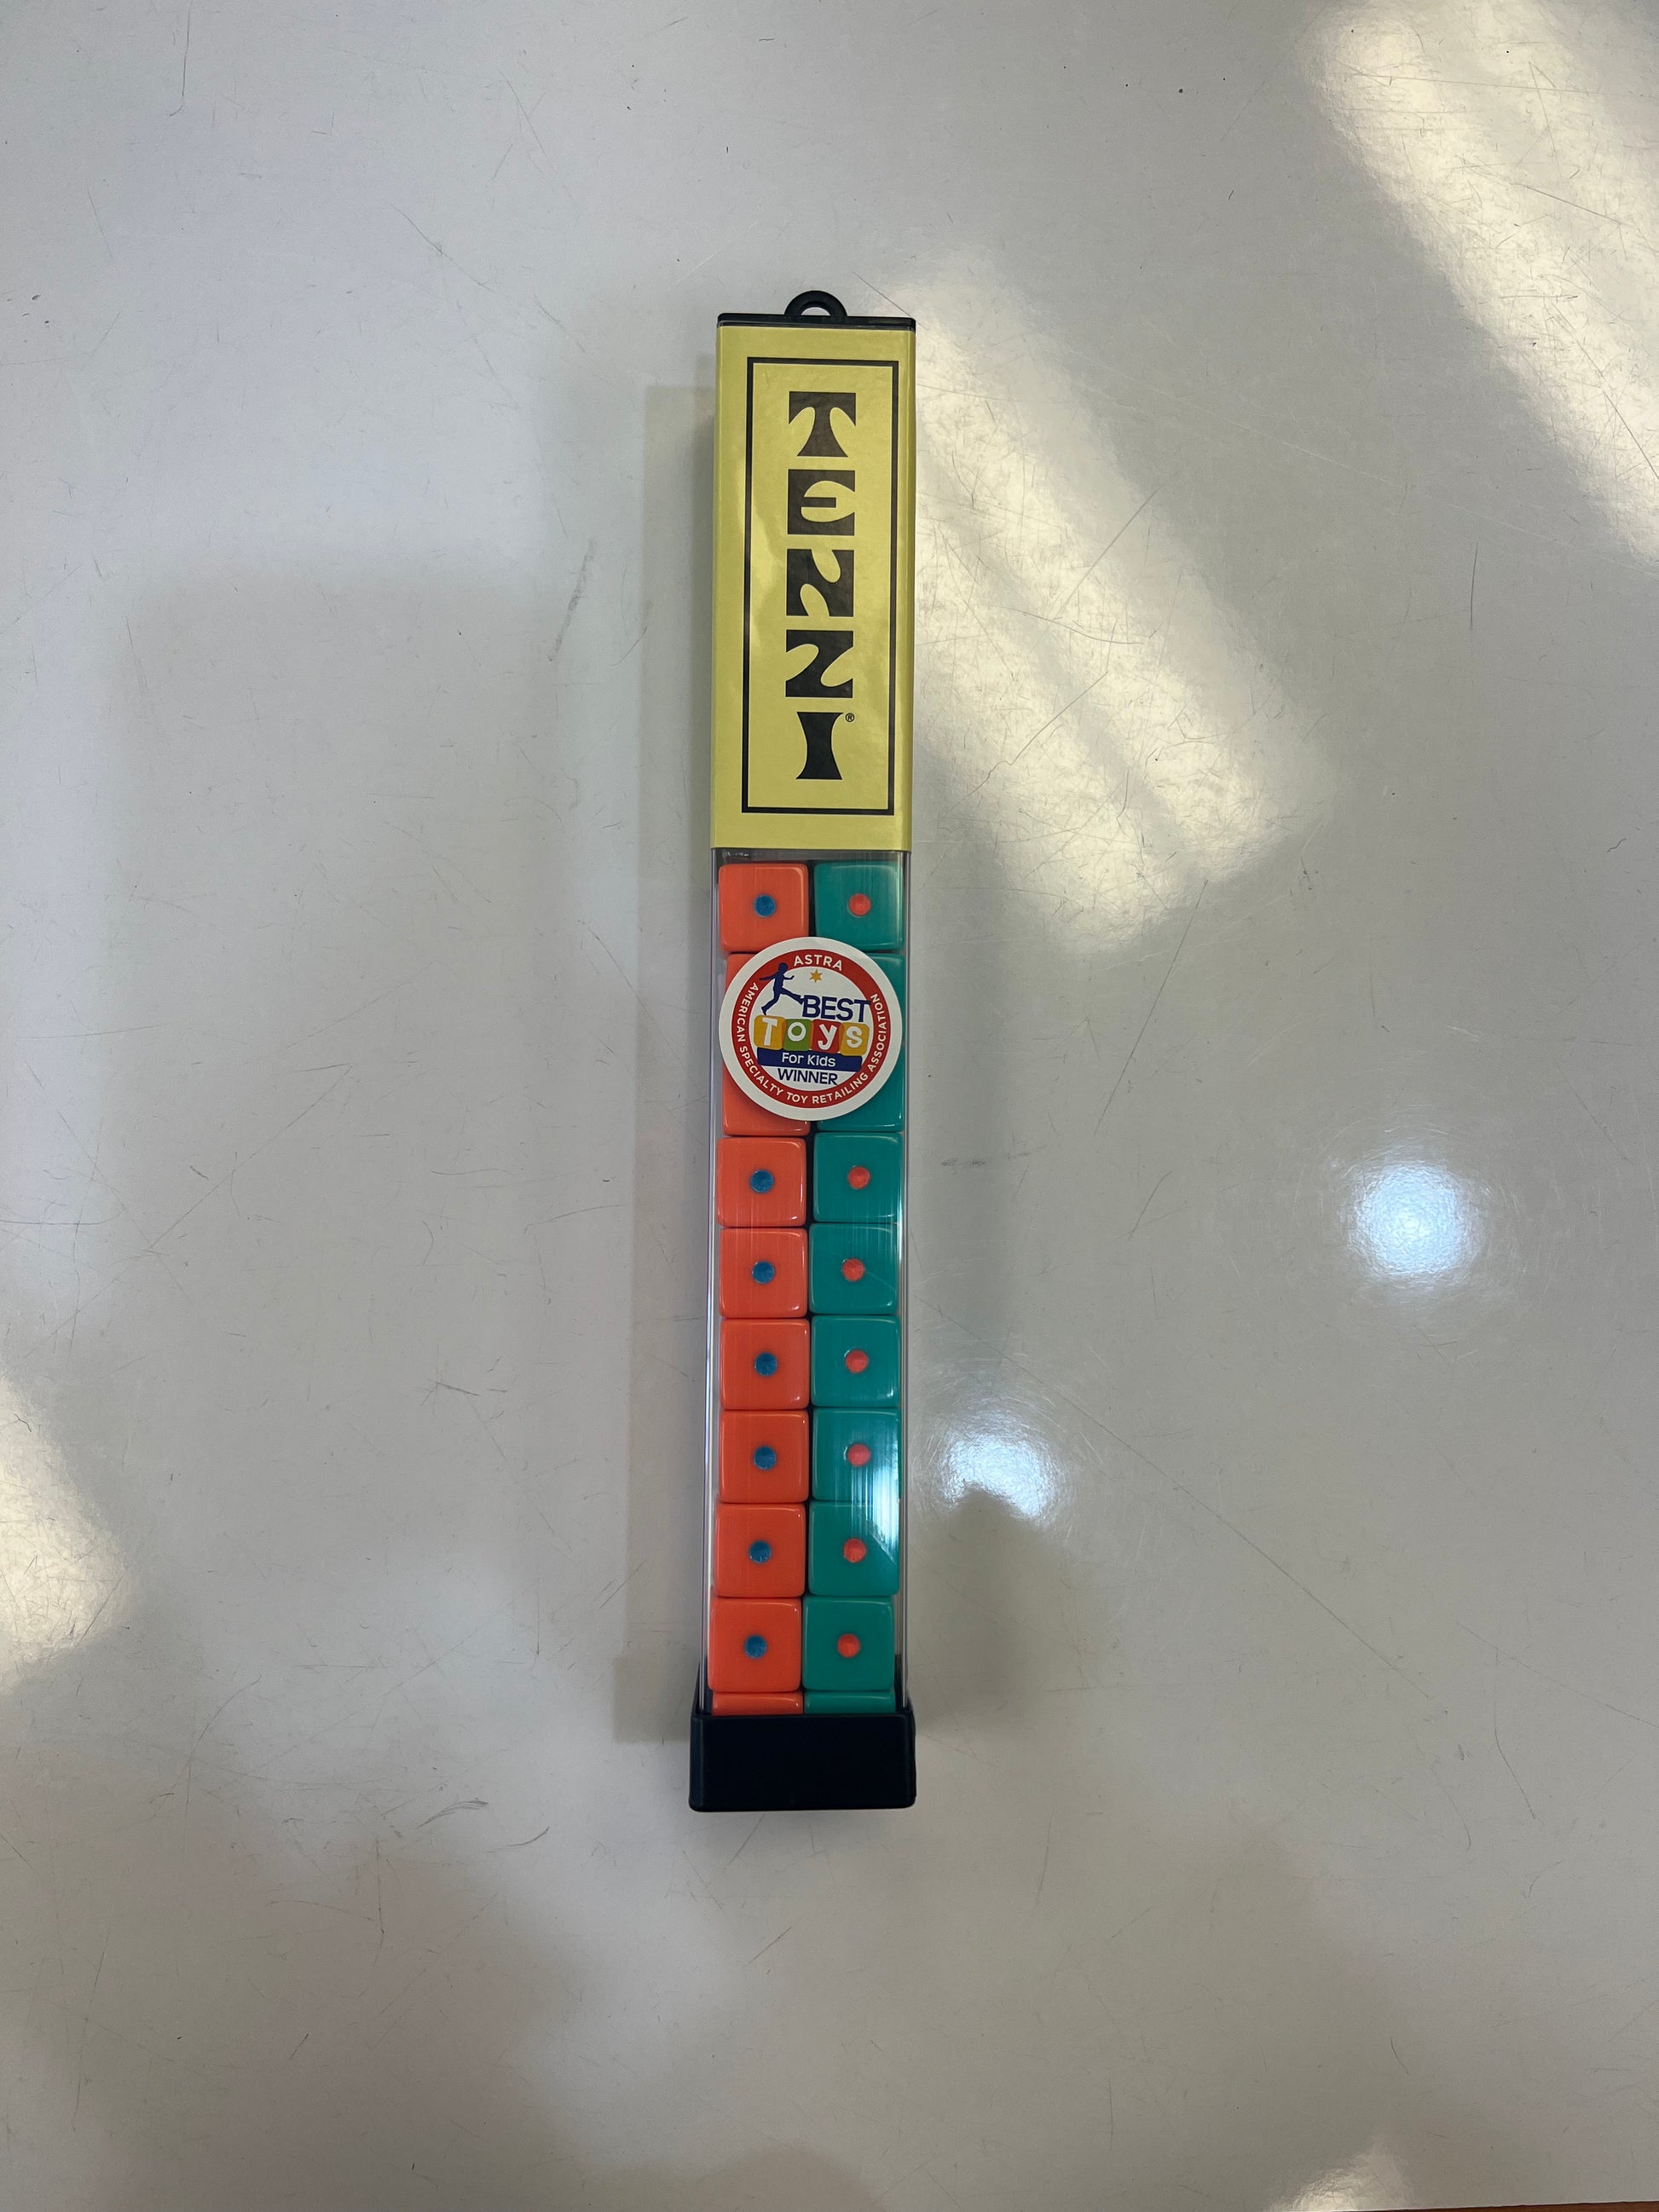 TENZI®
ASTRA
AMERICAN SPECIALTY TOY RETAILING ASSOCIATION
BEST
TOYS
For Kids
WINNER